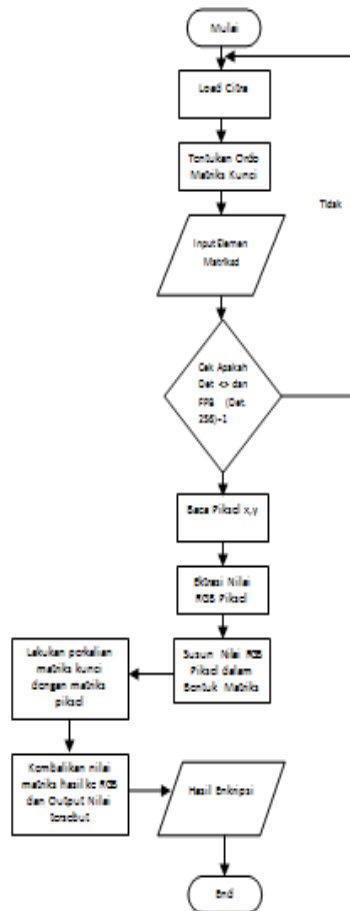 Mulai
Load Citra
Tentukan Ordo
Matriks Kunci
Tidak
Input Elemen
Matriks
Cek Apakah
Det <> dan
FPB (Det.
256)=1
Baca Piksel x,y
Ektrasi Nilai
RGB Piksel
Susun Nilai RGB
Piksel dalam
Bentuk Matriks
Lakukan perkalian
matriks kunci
dengan matriks
piksel
Kembalikan nilai
matriks hasil ke RGB
dan Output Nilai
tersebut
Hasil Enkripsi
End